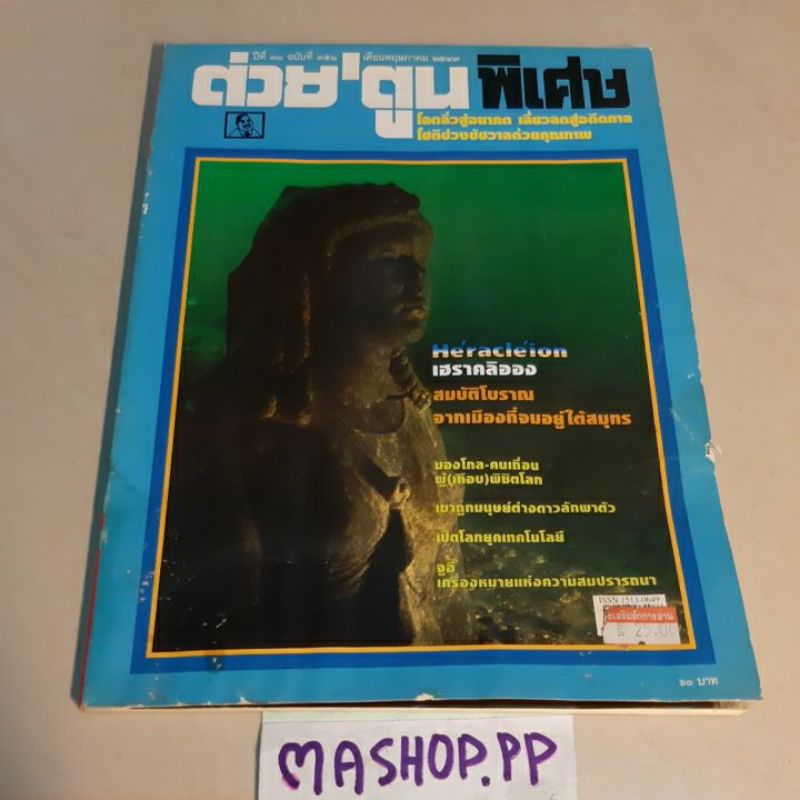 ปีที่ ๓๐ ฉบับที่ ๓๕๒ เดือนพฤษภาคม ๒๕๔๗
ต่วย'ตูน พิเศษ
โลดลิ่วสู่อนาคต เลี้ยวลดสู่อดีตกาล
โชติช่วงชัชวาลด้วยคุณภาพ
Héracléion
เฮราคลิออง
สมบัติโบราณ
จากเมืองที่จมอยู่ใต้สมุทร
มองโกล-คนเถื่อน
ผู้(เกือบ)พิชิตโลก
เขาถูกมนุษย์ต่างดาวลักพาตัว
เปิดโลกยุคเทคโนโลยี
จูอี้
เครื่องหมายแห่งความสมปรารถนา
ISSN 1513-0649
25.0
๖๐ บาท
MASHOP.PP